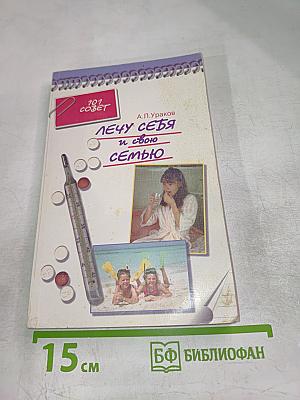 101
СОВЕТ
А.Л.Ураков
ЛЕЧУ СЕБЯ
и свою
СЕМЬЮ
15 см
БФ БИБЛИОФАН